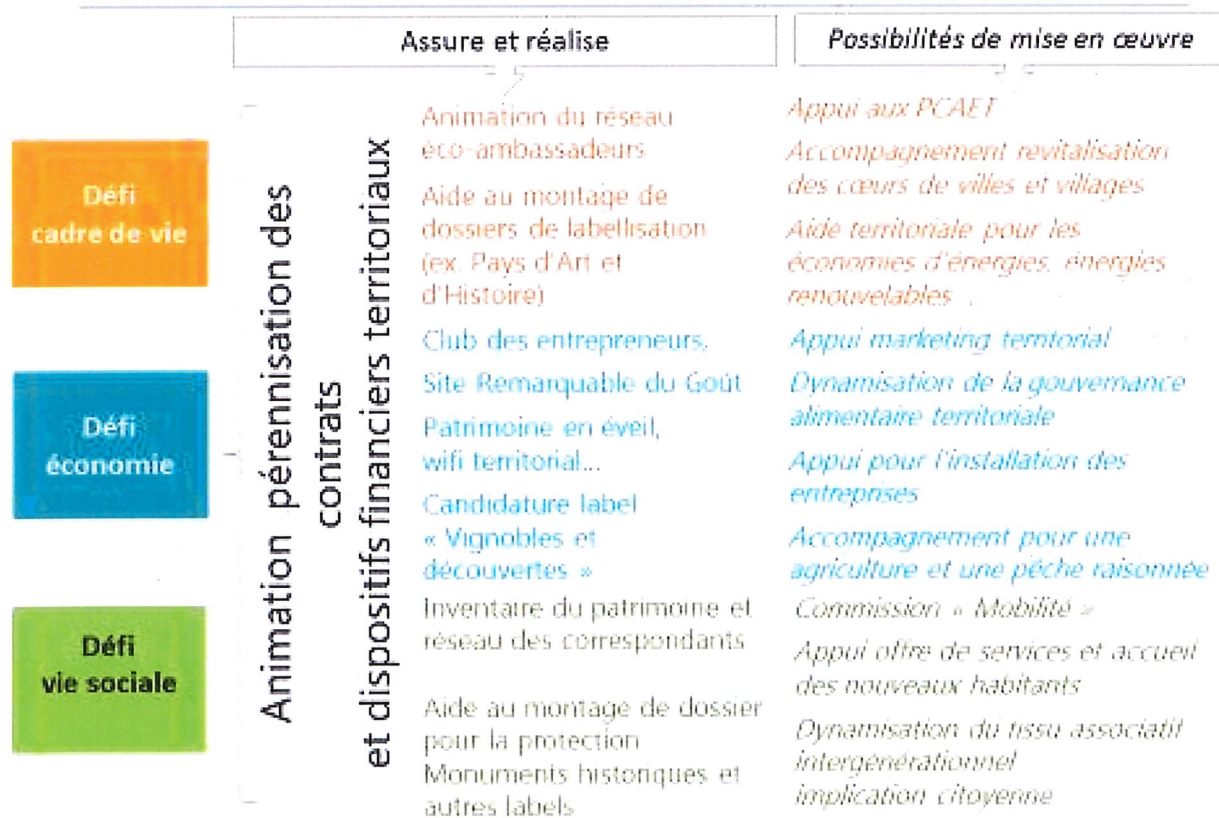 Assure et réalise
Possibilités de mise en œuvre
Défi
cadre de vie
Défi
économie
Défi
vie sociale
Animation pérennisation des
contrats
et dispositifs financiers territoriaux
Animation du réseau
éco-ambassadeurs
Aide au montage de
dossiers de labellisation
(ex. Pays d'Art et
d'Histoire)
Club des entrepreneurs,
Site Remarquable du Goût
Patrimoine en éveil,
wifi territorial...
Candidature label
« Vignobles et
découvertes »
Inventaire du patrimoine et
réseau des correspondants
Aide au montage de dossier
pour la protection
Monuments historiques et
autres labels
Appui aux PCAET
Accompagnement revitalisation
des cœurs de villes et villages
Aide territoriale pour les
économies d'énergies, énergies
renouvelables
Appui marketing territorial
Dynamisation de la gouvernance
alimentaire territoriale
Appui pour l'installation des
entreprises
Accompagnement pour une
agriculture et une pêche raisonnée
Commission « Mobilité »
Appui offre de services et accueil
des nouveaux habitants
Dynamisation du tissu associatif
intergénérationnel
implication citoyenne